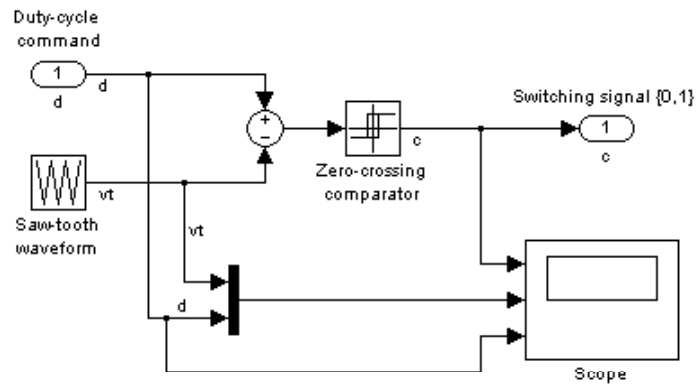 Duty-cycle
command
1
d
d
Switching signal {0,1}
1
c
+
−
c
Zero-crossing
comparator
vt
Saw-tooth
waveform
vt
d
Scope